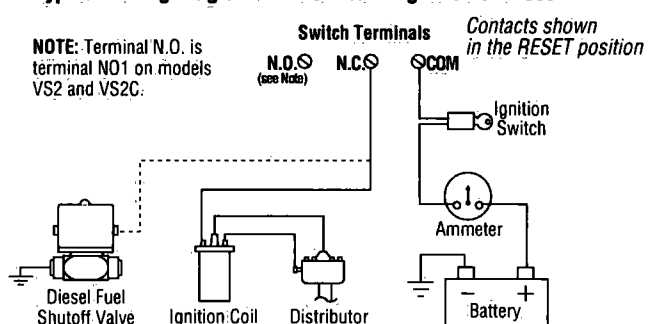 NOTE: Terminal N.O. is
terminal NO1 on models
VS2 and VS2C.
Switch Terminals
Contacts shown
in the RESET position
N.O.
(see Note)
N.C.
COM
Ignition
Switch
Ammeter
Diesel Fuel
Shutoff Valve
Ignition Coil
Distributor
- +
Battery